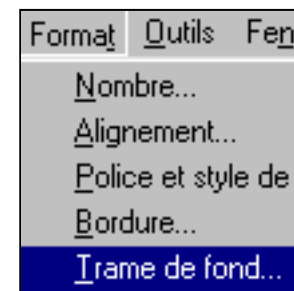 Format Outils Fen
Nombre...
Alignement...
Police et style de
Bordure...
Trame de fond...